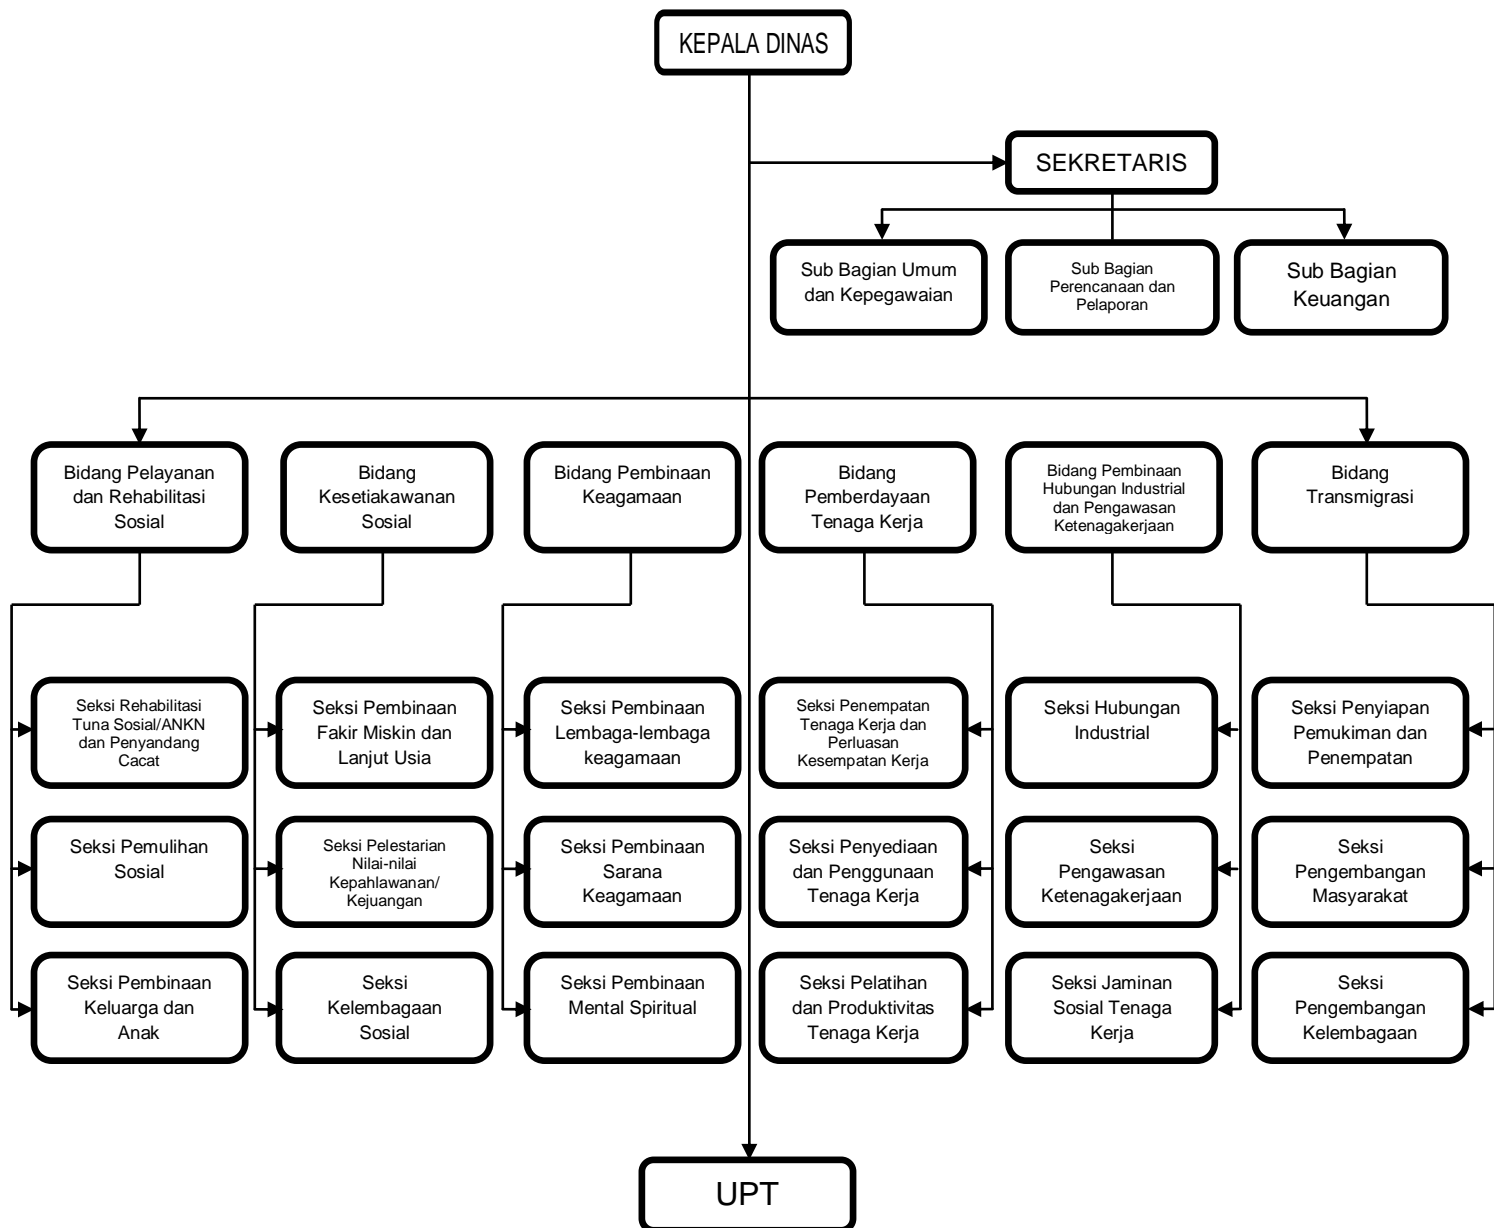 KEPALA DINAS
SEKRETARIS
Sub Bagian Umum
dan Kepegawaian
Sub Bagian
Perencanaan dan
Pelaporan
Sub Bagian
Keuangan
Bidang Pelayanan
dan Rehabilitasi
Sosial
Bidang
Kesetiakawanan
Sosial
Bidang Pembinaan
Keagamaan
Bidang
Pemberdayaan
Tenaga Kerja
Bidang Pembinaan
Hubungan Industrial
dan Pengawasan
Ketenagakerjaan
Bidang
Transmigrasi
Seksi Rehabilitasi
Tuna Sosial/ANKN
dan Penyandang
Cacat
Seksi Pembinaan
Fakir Miskin dan
Lanjut Usia
Seksi Pembinaan
Lembaga-lembaga
keagamaan
Seksi Penempatan
Tenaga Kerja dan
Perluasan
Kesempatan Kerja
Seksi Hubungan
Industrial
Seksi Penyiapan
Pemukiman dan
Penempatan
Seksi Pemulihan
Sosial
Seksi Pelestarian
Nilai-nilai
Kepahlawanan/
Kejuangan
Seksi Pembinaan
Sarana
Keagamaan
Seksi Penyediaan
dan Penggunaan
Tenaga Kerja
Seksi
Pengawasan
Ketenagakerjaan
Seksi
Pengembangan
Masyarakat
Seksi Pembinaan
Keluarga dan
Anak
Seksi
Kelembagaan
Sosial
Seksi Pembinaan
Mental Spiritual
Seksi Pelatihan
dan Produktivitas
Tenaga Kerja
Seksi Jaminan
Sosial Tenaga
Kerja
Seksi
Pengembangan
Kelembagaan
UPT